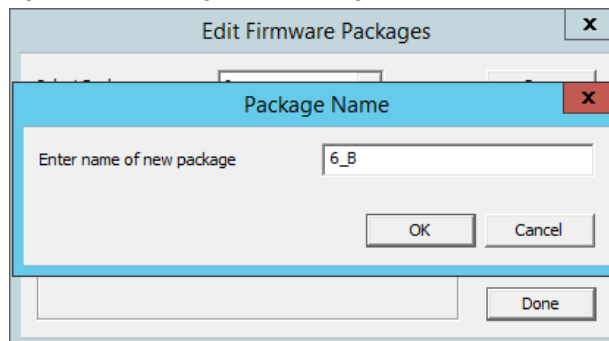 Edit Firmware Packages
x
Package Name
x
Enter name of new package
6_B
OK
Cancel
Done